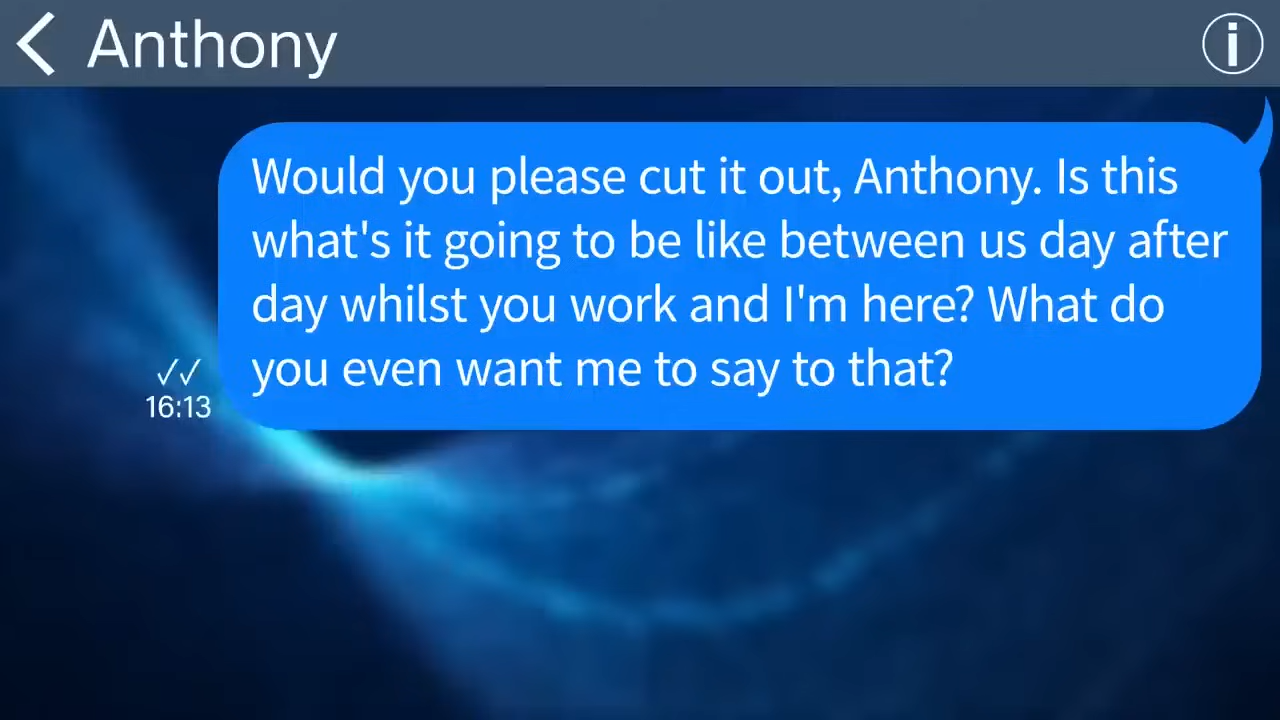 Anthony
Would you please cut it out, Anthony. Is this
what's it going to be like between us day after
day whilst you work and I'm here? What do
you even want me to say to that?
✓✓
16:13